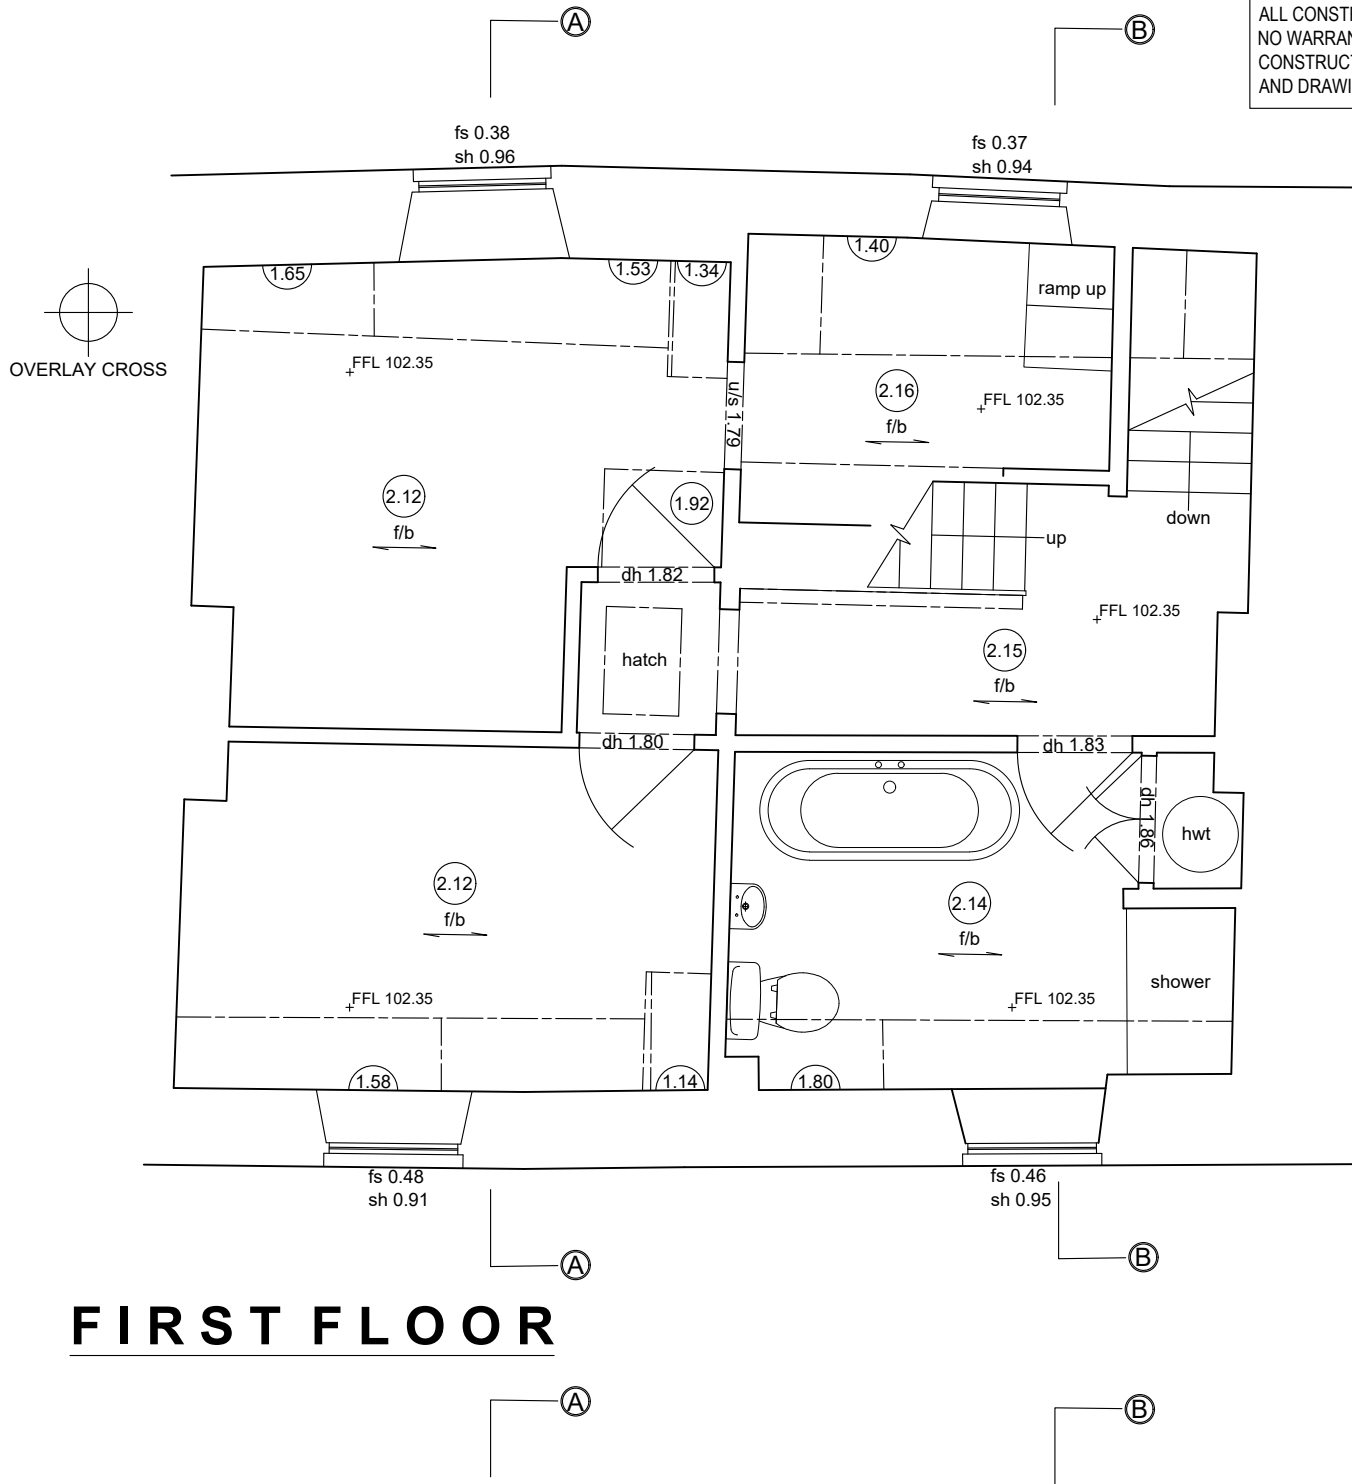 A
B
ALL CONST
NO WARRAN
CONSTRUC
AND DRAWI
fs 0.38
sh 0.96
fs 0.37
sh 0.94
1.65
1.53
1.34
1.40
ramp up
OVERLAY CROSS
FFL 102.35
u/s 1.79
2.16
f/b
FFL 102.35
2.12
f/b
1.92
down
up
dh 1.82
FFL 102.35
hatch
2.15
f/b
dh 1.80
dh 1.83
dh 1.86
hwt
2.12
f/b
2.14
f/b
shower
FFL 102.35
FFL 102.35
1.58
1.14
1.80
fs 0.48
sh 0.91
fs 0.46
sh 0.95
A
B
FIRST FLOOR
A
B